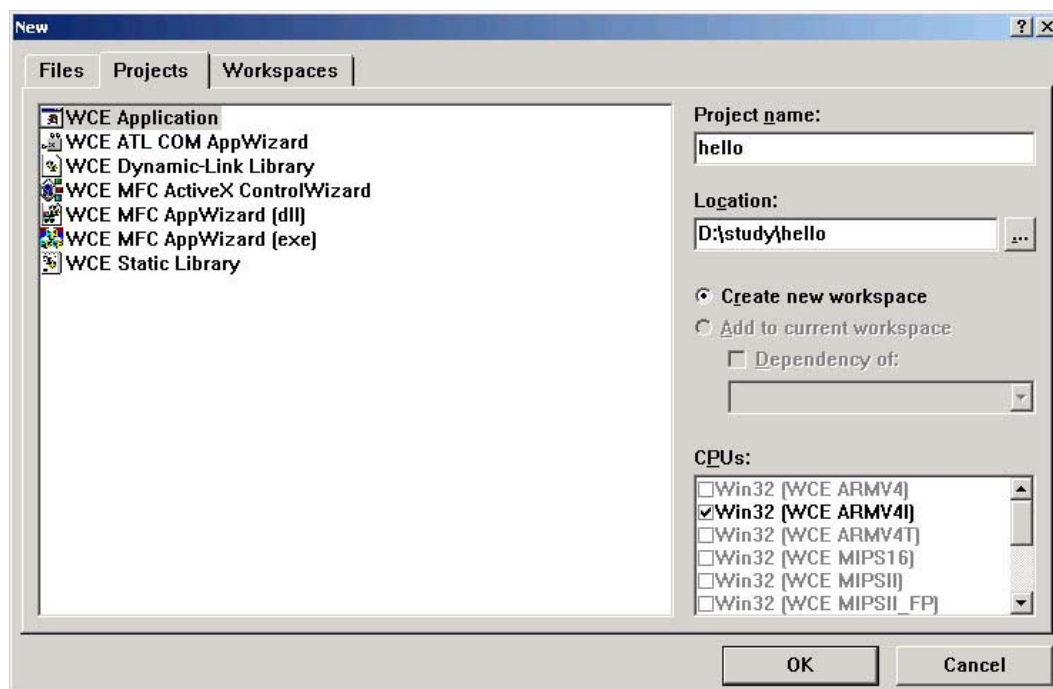 New
Files
Projects
Workspaces
WCE Application
WCE ATL COM AppWizard
WCE Dynamic-Link Library
WCE MFC ActiveX ControlWizard
WCE MFC AppWizard (dll)
WCE MFC AppWizard (exe)
WCE Static Library
Project name:
hello
Location:
D:\study\hello
...
Create new workspace
Add to current workspace
Dependency of:
CPUs:
Win32 (WCE ARMV4)
Win32 (WCE ARMV4I)
Win32 (WCE ARMV4T)
Win32 (WCE MIPS16)
Win32 (WCE MIPSII)
Win32 (WCE MIPSII_FP)
OK
Cancel